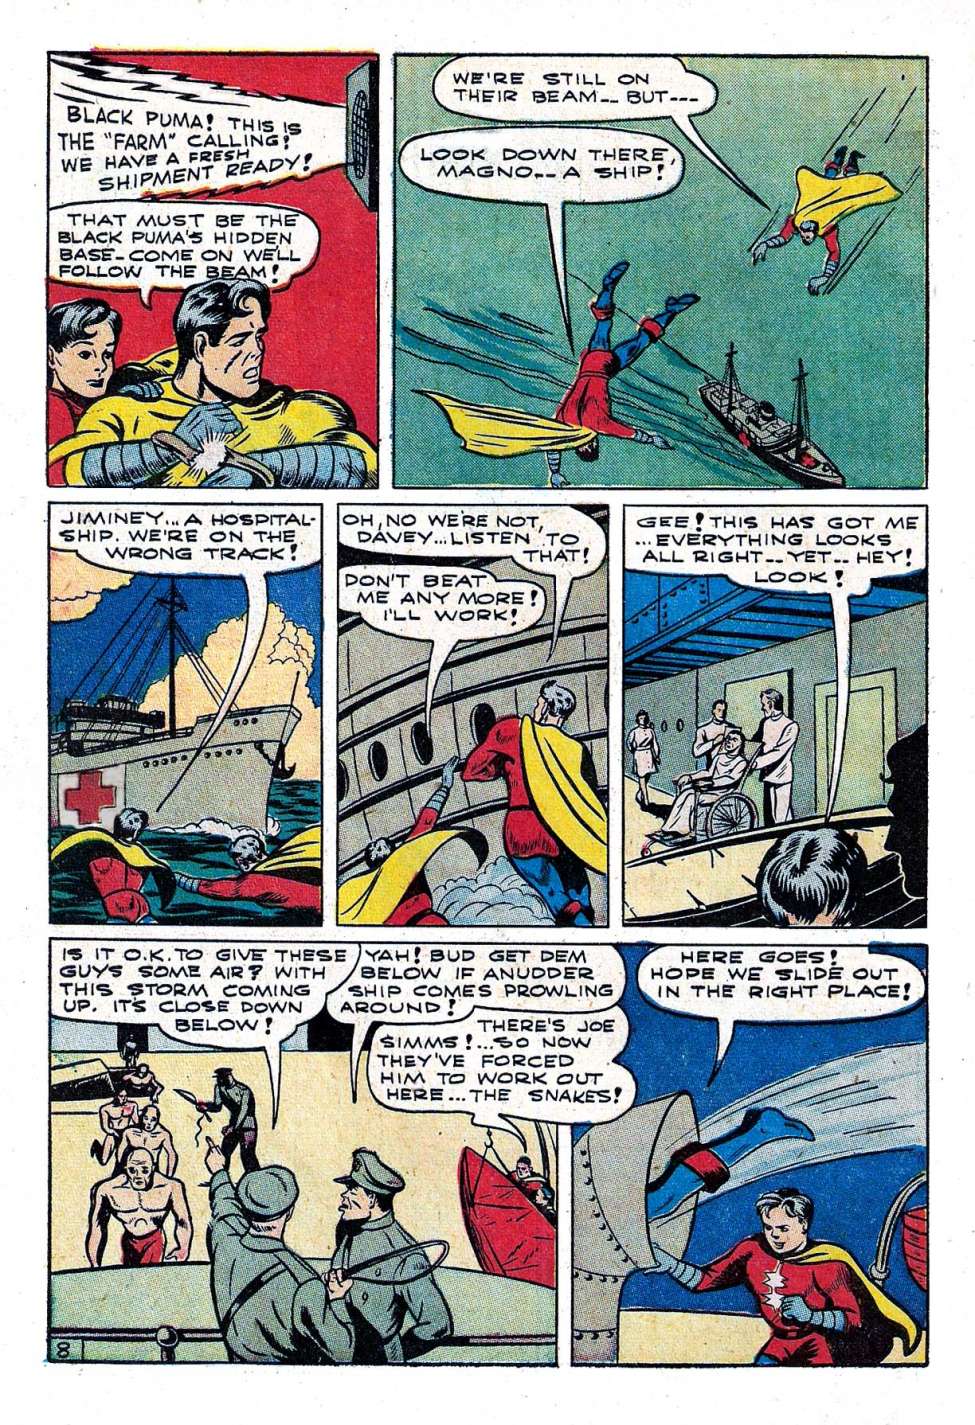 BLACK PUMA! THIS IS
THE "FARM" CALLING!
WE HAVE A FRESH
SHIPMENT READY!
THAT MUST BE THE
BLACK PUMA'S HIDDEN
BASE-COME ON WE'LL
FOLLOW THE BEAM!
WE'RE STILL ON
THEIR BEAM-- BUT---
LOOK DOWN THERE,
MAGNO-- A SHIP!
JIMINEY... A HOSPITAL-
SHIP. WE'RE ON THE
WRONG TRACK!
OH, NO WE'RE NOT,
DAVEY...LISTEN TO
THAT!
DON'T BEAT
ME ANY MORE!
I'LL WORK!
GEE! THIS HAS GOT ME
...EVERYTHING LOOKS
ALL RIGHT--YET--HEY!
LOOK!
IS IT O.K. TO GIVE THESE
GUYS SOME AIR? WITH
THIS STORM COMING
UP. IT'S CLOSE DOWN
BELOW!
YAH! BUD GET DEM
BELOW IF ANUDDER
SHIP COMES PROWLING
AROUND!
THERE'S JOE
SIMMS!...SO NOW
THEY'VE FORCED
HIM TO WORK OUT
HERE...THE SNAKES!
HERE GOES!
HOPE WE SLIDE OUT
IN THE RIGHT PLACE!
8